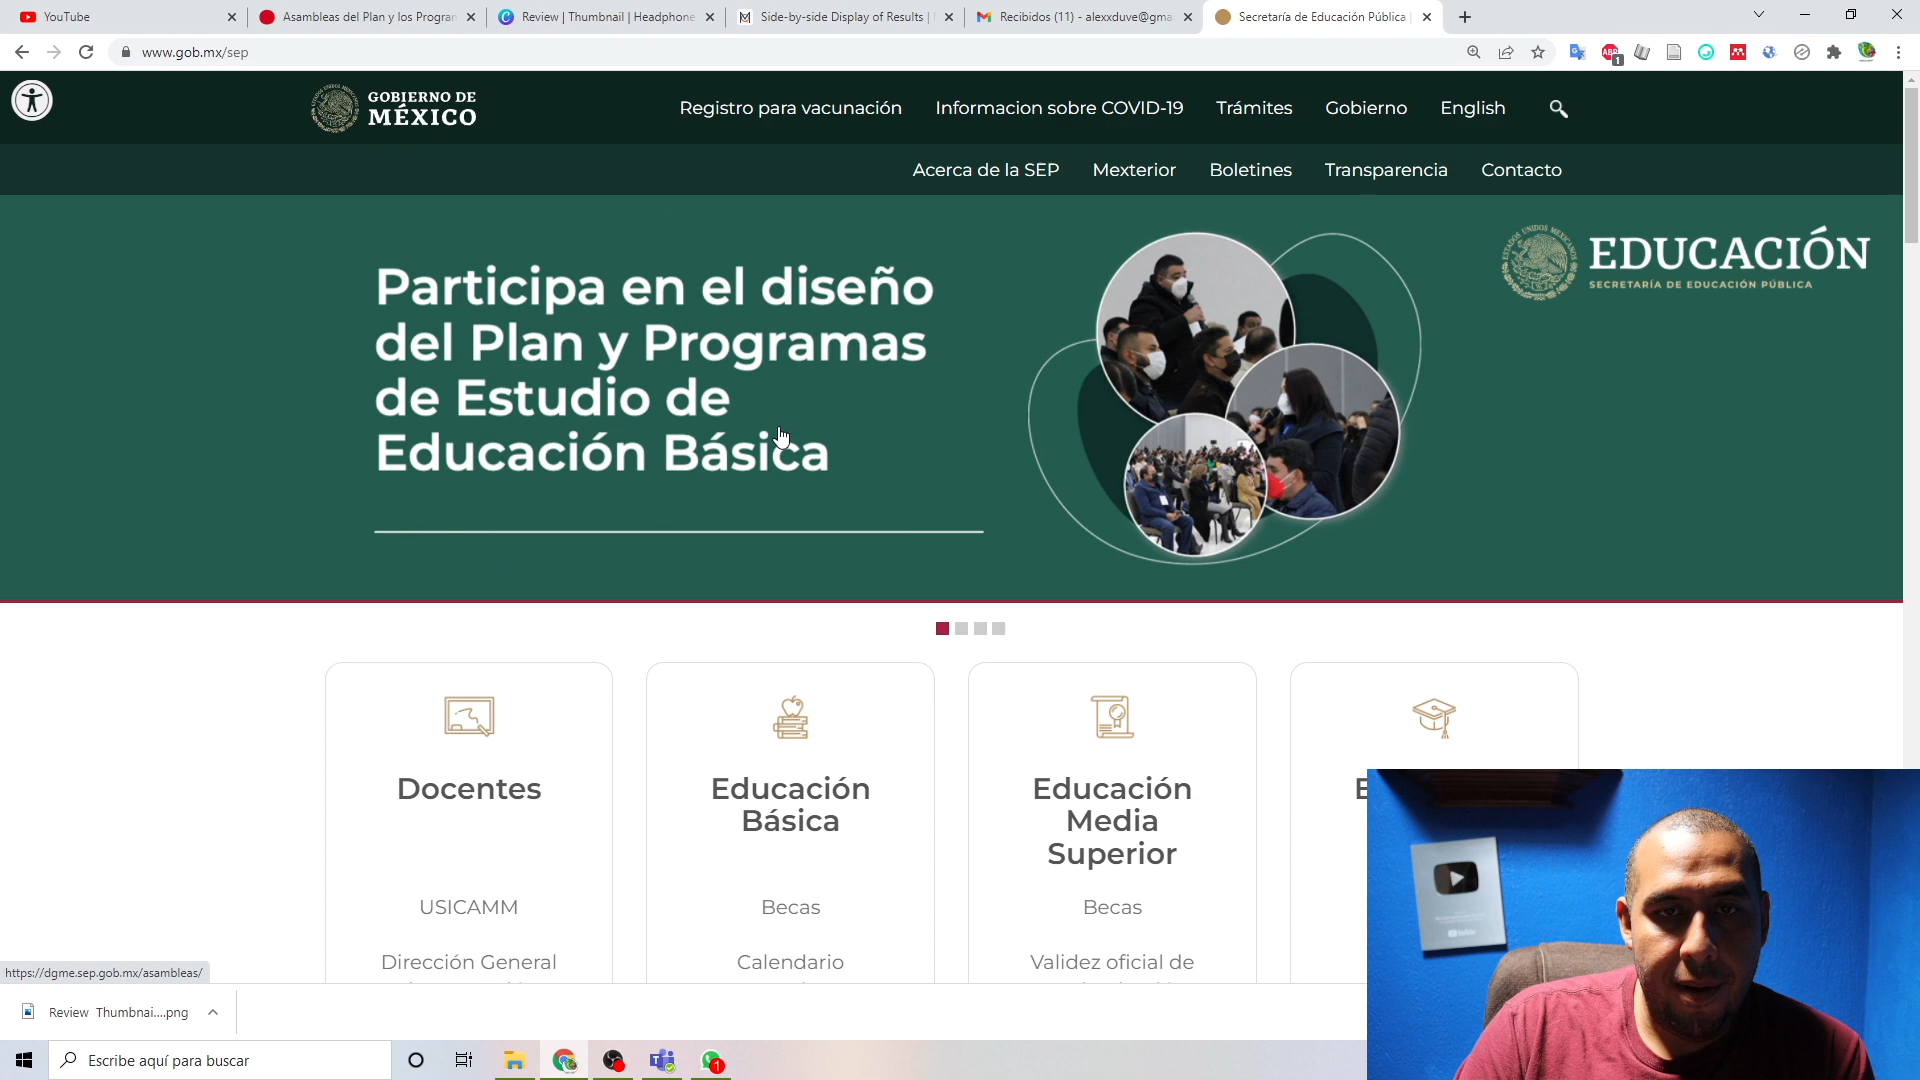 YouTube
Asambleas del Plan y los Program
Review | Thumbnail | Headphone
Side-by-side Display of Results |
Recibidos (11) - alexxduve@gma
Secretaría de Educación Pública |
www.gob.mx/sep
ABP
1
GOBIERNO DE
MÉXICO
Registro para vacunación
Informacion sobre COVID-19
Trámites
Gobierno
English
Acerca de la SEP
Mexterior
Boletines
Transparencia
Contacto
Participa en el diseño
del Plan y Programas
de Estudio de
Educación Básica
EDUCACIÓN
SECRETARÍA DE EDUCACIÓN PÚBLICA
Docentes
Educación
Básica
Educación
Media
Superior
E
USICAMM
Becas
Becas
Dirección General
Calendario
Validez oficial de
https://dgme.sep.gob.mx/asambleas/
Review Thumbnai....png
Escribe aquí para buscar
1